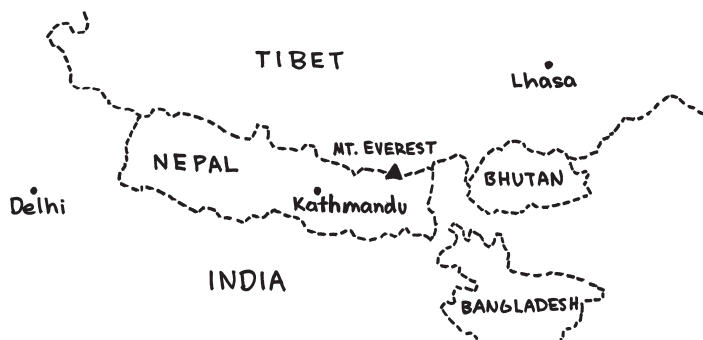 TIBET
Lhasa
MT. EVEREST
NEPAL
BHUTAN
Delhi
Kathmandu
INDIA
BANGLADESH